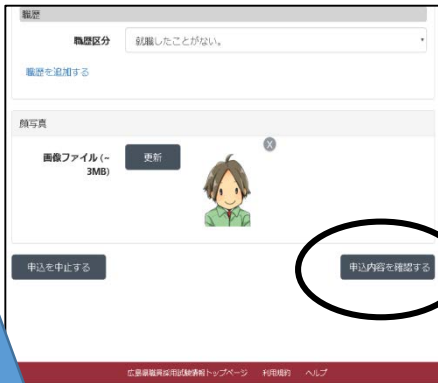 職歴
職歴区分 就職したことがない。
職歴を追加する
顔写真
画像ファイル (~
3MB)
更新
X
申込を中止する 申込内容を確認する
広島県職員採用試験情報トップページ 利用規約 ヘルプ